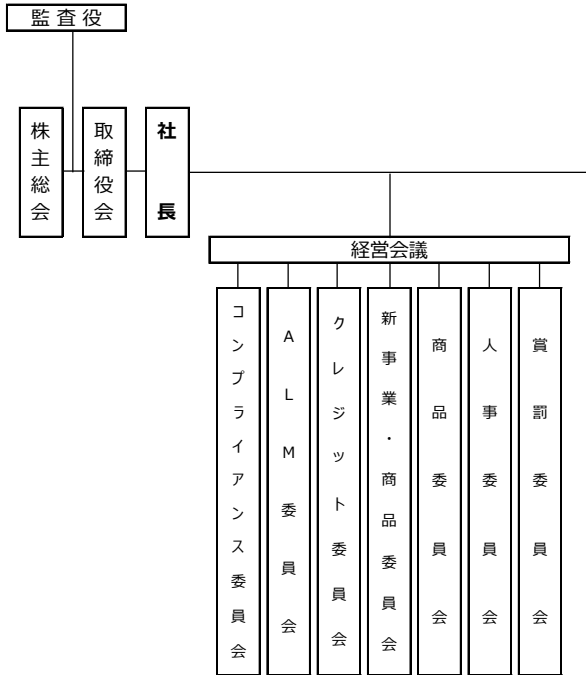 監査役
株主総会
取締役会
社長
経営会議
コンプライアンス委員会
ALM委員会
クレジット委員会
新事業・商品委員会
商品委員会
人事委員会
賞罰委員会